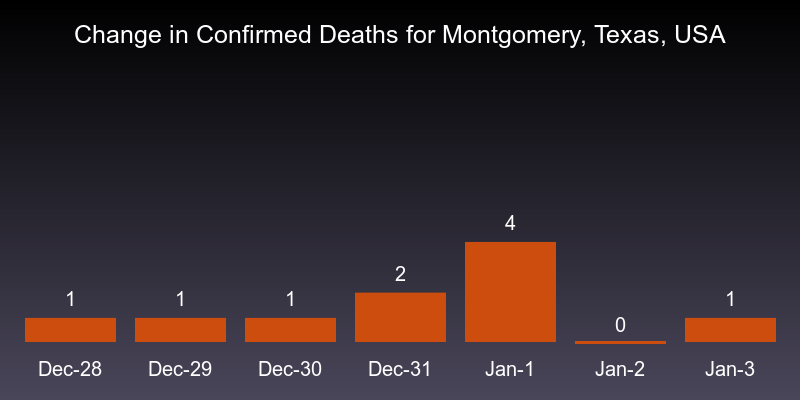 Change in Confirmed Deaths for Montgomery, Texas, USA
1 1 1 2 4 0 1
Dec-28 Dec-29 Dec-30 Dec-31 Jan-1 Jan-2 Jan-3